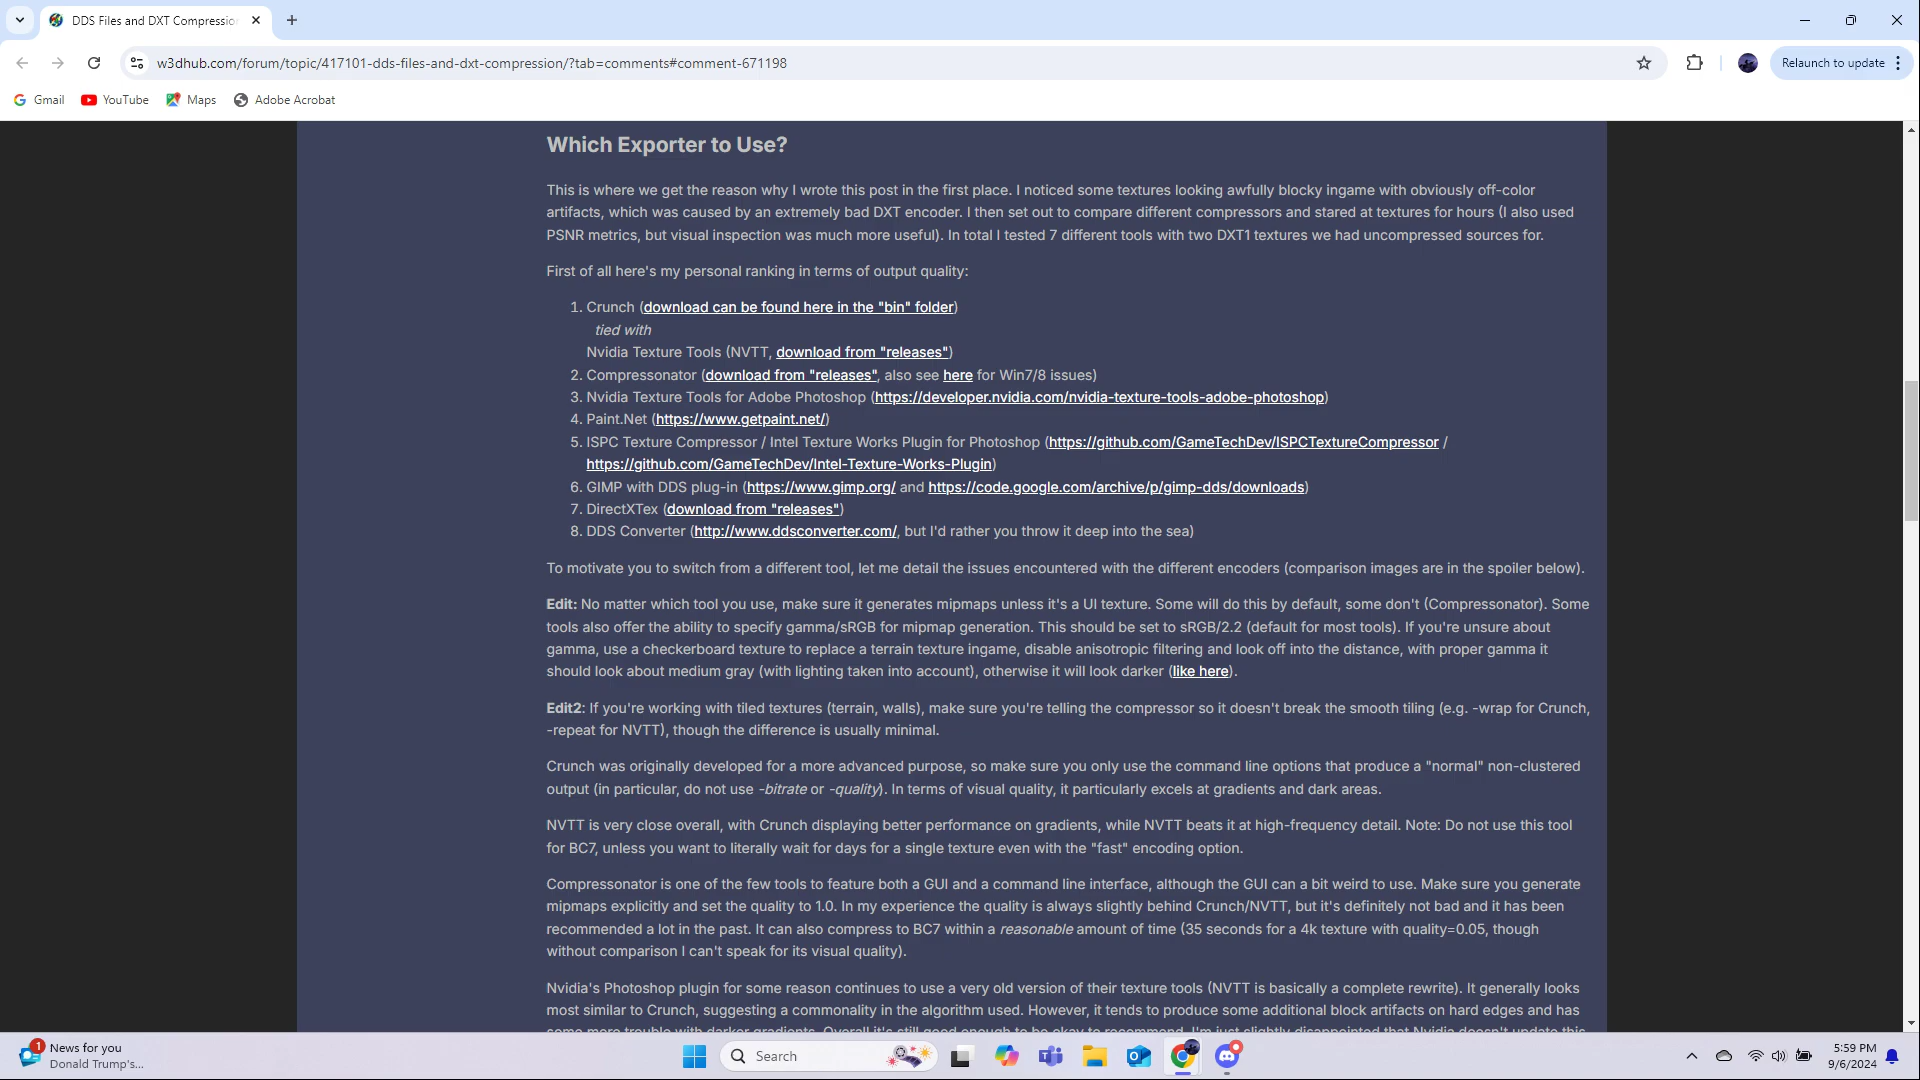 DDS Files and DXT Compressio
w3dhub.com/forum/topic/417101-dds-files-and-dxt-compression/?tab=comments#comment-671198
Relaunch to update
Gmail YouTube Maps Adobe Acrobat
Which Exporter to Use?
This is where we get the reason why I wrote this post in the first place. I noticed some textures looking awfully blocky ingame with obviously off-color
artifacts, which was caused by an extremely bad DXT encoder. I then set out to compare different compressors and stared at textures for hours (I also used
PSNR metrics, but visual inspection was much more useful). In total I tested 7 different tools with two DXT1 textures we had uncompressed sources for.
First of all here's my personal ranking in terms of output quality:
1. Crunch (download can be found here in the "bin" folder)
tied with
Nvidia Texture Tools (NVTT, download from "releases")
2. Compressonator (download from "releases", also see here for Win7/8 issues)
3. Nvidia Texture Tools for Adobe Photoshop (https://developer.nvidia.com/nvidia-texture-tools-adobe-photoshop)
4. Paint.Net (https://www.getpaint.net/)
5. ISPC Texture Compressor / Intel Texture Works Plugin for Photoshop (https://github.com/GameTechDev/ISPCTextureCompressor /
https://github.com/GameTechDev/Intel-Texture-Works-Plugin)
6. GIMP with DDS plug-in (https://www.gimp.org/ and https://code.google.com/archive/p/gimp-dds/downloads)
7. DirectXTex (download from "releases")
8. DDS Converter (http://www.ddsconverter.com/, but I'd rather you throw it deep into the sea)
To motivate you to switch from a different tool, let me detail the issues encountered with the different encoders (comparison images are in the spoiler below).
Edit: No matter which tool you use, make sure it generates mipmaps unless it's a UI texture. Some will do this by default, some don't (Compressonator). Some
tools also offer the ability to specify gamma/sRGB for mipmap generation. This should be set to sRGB/2.2 (default for most tools). If you're unsure about
gamma, use a checkerboard texture to replace a terrain texture ingame, disable anisotropic filtering and look off into the distance, with proper gamma it
should look about medium gray (with lighting taken into account), otherwise it will look darker (like here).
Edit2: If you're working with tiled textures (terrain, walls), make sure you're telling the compressor so it doesn't break the smooth tiling (e.g. -wrap for Crunch,
-repeat for NVTT), though the difference is usually minimal.
Crunch was originally developed for a more advanced purpose, so make sure you only use the command line options that produce a "normal" non-clustered
output (in particular, do not use -bitrate or -quality). In terms of visual quality, it particularly excels at gradients and dark areas.
NVTT is very close overall, with Crunch displaying better performance on gradients, while NVTT beats it at high-frequency detail. Note: Do not use this tool
for BC7, unless you want to literally wait for days for a single texture even with the "fast" encoding option.
Compressonator is one of the few tools to feature both a GUI and a command line interface, although the GUI can a bit weird to use. Make sure you generate
mipmaps explicitly and set the quality to 1.0. In my experience the quality is always slightly behind Crunch/NVTT, but it's definitely not bad and it has been
recommended a lot in the past. It can also compress to BC7 within a reasonable amount of time (35 seconds for a 4k texture with quality=0.05, though
without comparison I can't speak for its visual quality).
Nvidia's Photoshop plugin for some reason continues to use a very old version of their texture tools (NVTT is basically a complete rewrite). It generally looks
most similar to Crunch, suggesting a commonality in the algorithm used. However, it tends to produce some additional block artifacts on hard edges and has
some more trouble with darker gradients. Overall it's still good enough to be okay to recommend, I'm just slightly disappointed that Nvidia doesn't update this
1
News for you
Donald Trump's...
Search
5:59 PM
9/6/2024